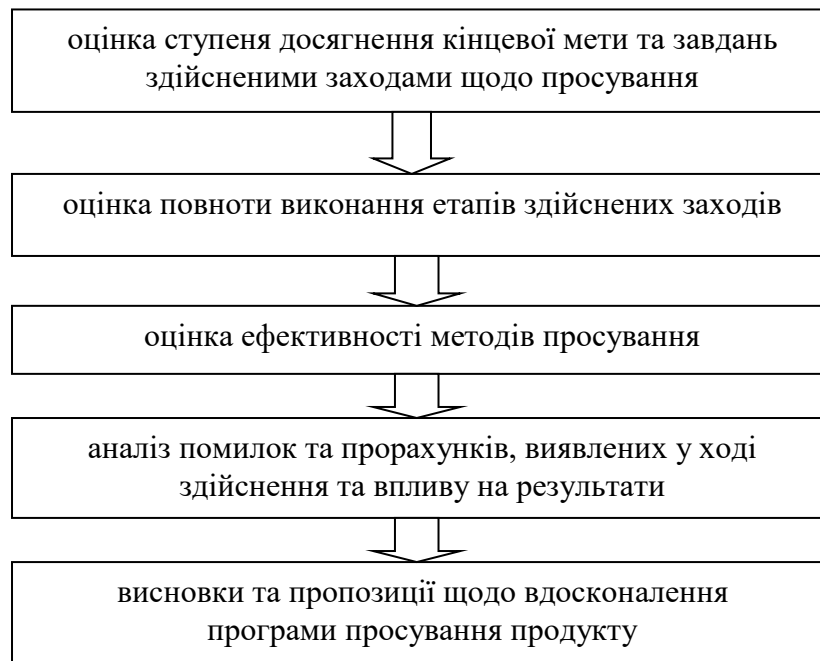 оцінка ступеня досягнення кінцевої мети та завдань
здійсненими заходами щодо просування
оцінка повноти виконання етапів здійснених заходів
оцінка ефективності методів просування
аналіз помилок та прорахунків, виявлених у ході
здійснення та впливу на результати
висновки та пропозиції щодо вдосконалення
програми просування продукту